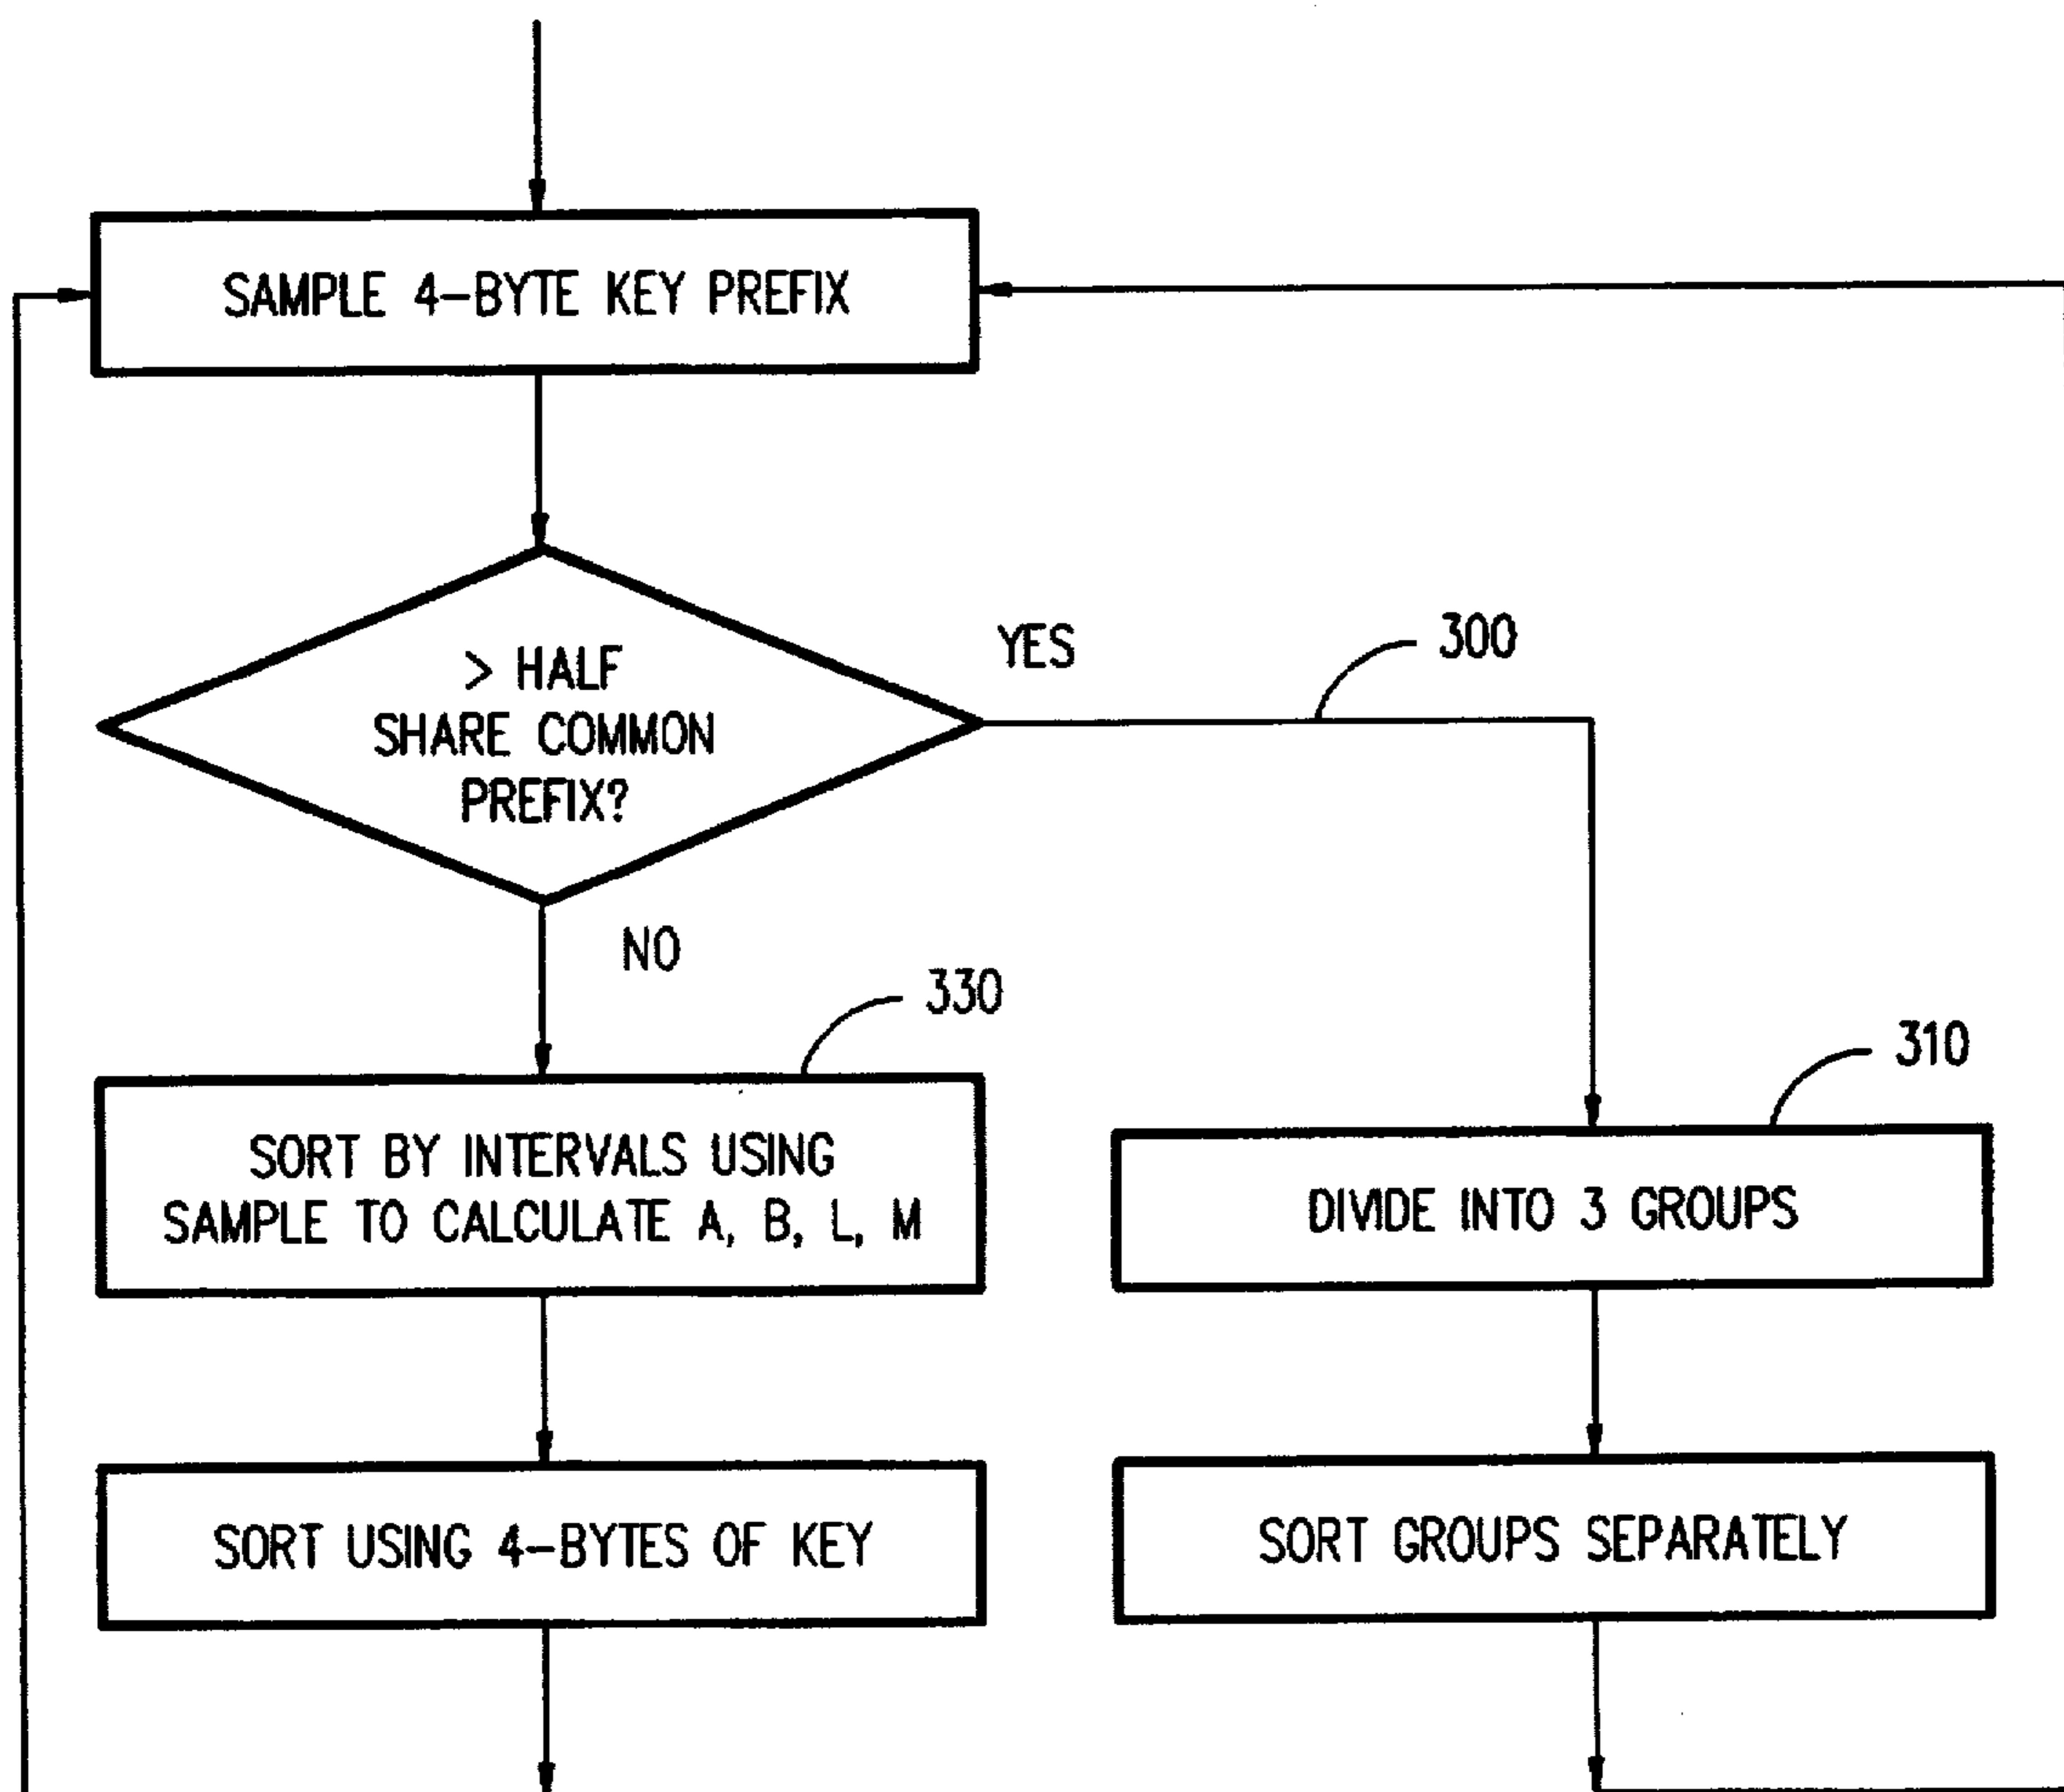 SAMPLE 4-BYTE KEY PREFIX
> HALF
SHARE COMMON
PREFIX?
YES
300
NO
330
310
SORT BY INTERVALS USING
SAMPLE TO CALCULATE A, B, L, M
DIVIDE INTO 3 GROUPS
SORT USING 4-BYTES OF KEY
SORT GROUPS SEPARATELY